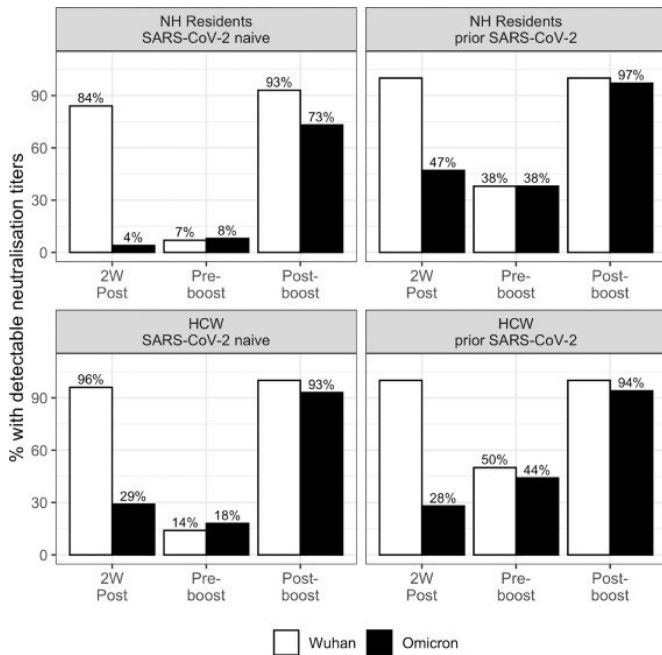 NH Residents
SARS-CoV-2 naive
NH Residents
prior SARS-CoV-2
% with detectable neutralisation titers
90
60
30
0
84%
4%
7%
8%
93%
73%
47%
38%
38%
97%
2W
Post
Pre-
boost
Post-
boost
2W
Post
Pre-
boost
Post-
boost
HCW
SARS-CoV-2 naive
HCW
prior SARS-CoV-2
90
60
30
0
96%
29%
14%
18%
93%
28%
50%
44%
94%
2W
Post
Pre-
boost
Post-
boost
2W
Post
Pre-
boost
Post-
boost
Wuhan
Omicron